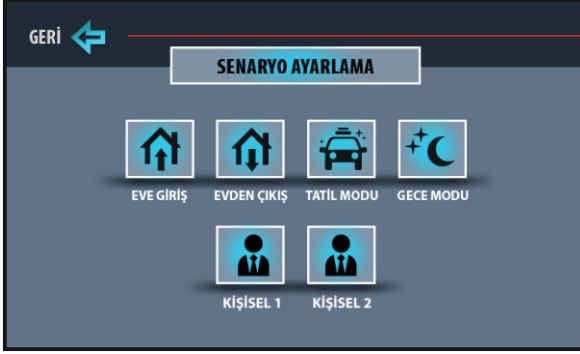 GERİ
SENARYO AYARLAMA
EVE GİRİŞ
EVDEN ÇIKIŞ
TATİL MODU
GECE MODU
KİŞİSEL 1
KİŞİSEL 2